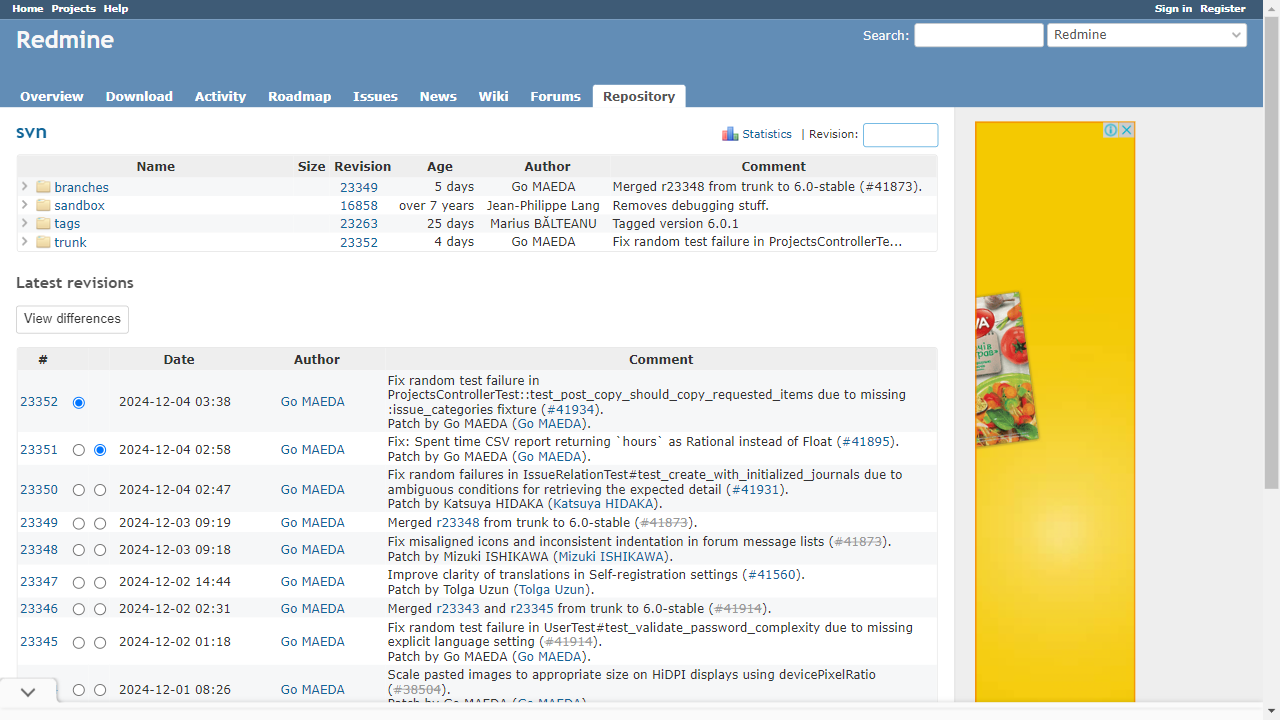 Home Projects Help Sign in Register
Redmine
Search: Redmine
Overview Download Activity Roadmap Issues News Wiki Forums Repository
svn
Statistics | Revision:
Name Size Revision Age Author Comment
branches 23349 5 days Go MAEDA Merged r23348 from trunk to 6.0-stable (#41873).
sandbox 16858 over 7 years Jean-Philippe Lang Removes debugging stuff.
tags 23263 25 days Marius BĂLTEANU Tagged version 6.0.1
trunk 23352 4 days Go MAEDA Fix random test failure in ProjectsControllerTe...
Latest revisions
View differences
# Date Author Comment
23352 2024-12-04 03:38 Go MAEDA Fix random test failure in
ProjectsControllerTest::test_post_copy_should_copy_requested_items due to missing
:issue_categories fixture (#41934).
Patch by Go MAEDA (Go MAEDA).
23351 2024-12-04 02:58 Go MAEDA Fix: Spent time CSV report returning `hours` as Rational instead of Float (#41895).
Patch by Go MAEDA (Go MAEDA).
23350 2024-12-04 02:47 Go MAEDA Fix random failures in IssueRelationTest#test_create_with_initialized_journals due to
ambiguous conditions for retrieving the expected detail (#41931).
Patch by Katsuya HIDAKA (Katsuya HIDAKA).
23349 2024-12-03 09:19 Go MAEDA Merged r23348 from trunk to 6.0-stable (#41873).
23348 2024-12-03 09:18 Go MAEDA Fix misaligned icons and inconsistent indentation in forum message lists (#41873).
Patch by Mizuki ISHIKAWA (Mizuki ISHIKAWA).
23347 2024-12-02 14:44 Go MAEDA Improve clarity of translations in Self-registration settings (#41560).
Patch by Tolga Uzun (Tolga Uzun).
23346 2024-12-02 02:31 Go MAEDA Merged r23343 and r23345 from trunk to 6.0-stable (#41914).
23345 2024-12-02 01:18 Go MAEDA Fix random test failure in UserTest#test_validate_password_complexity due to missing
explicit language setting (#41914).
Patch by Go MAEDA (Go MAEDA).
2024-12-01 08:26 Go MAEDA Scale pasted images to appropriate size on HiDPI displays using devicePixelRatio
(#38504).
Patch by Go MAEDA (Go MAEDA).